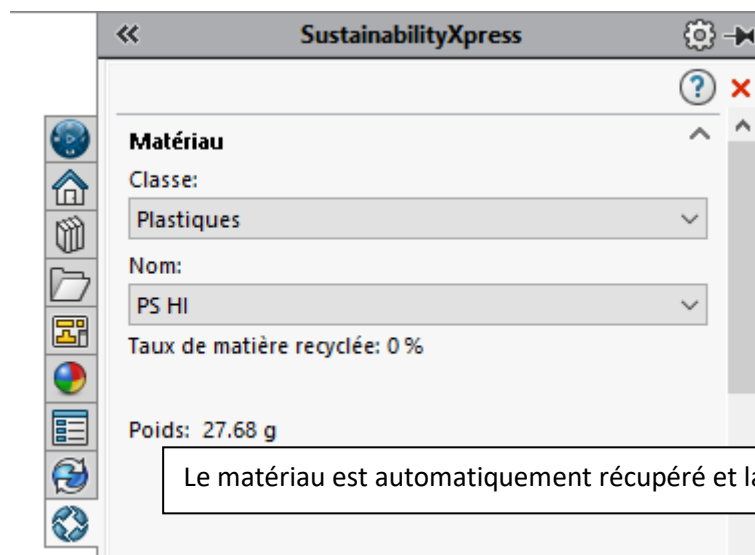 SustainabilityXpress
Matériau
Classe:
Plastiques
Nom:
PS HI
Taux de matière recyclée: 0 %
Poids: 27.68 g
Le matériau est automatiquement récupéré et la